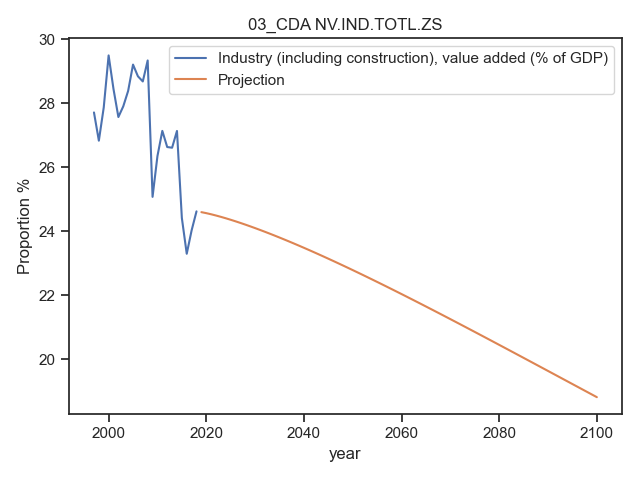 03_CDA NV.IND.TOTL.ZS
Industry (including construction), value added (% of GDP)
Projection
Proportion %
30
28
26
24
22
20
2000
2020
2040
2060
2080
2100
year